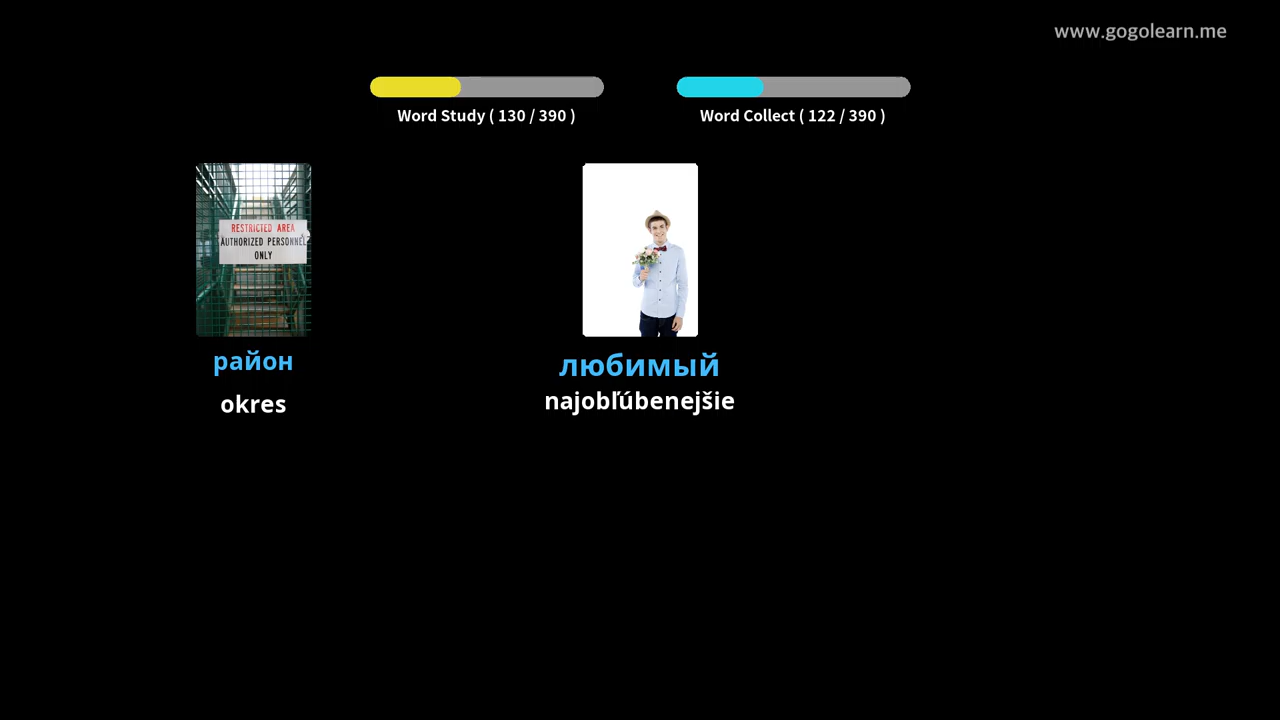 www.gogolearn.me
Word Study ( 130 / 390 )
Word Collect ( 122 / 390 )
RESTRICTED AREA
AUTHORIZED PERSONNEL
ONLY
район
любимый
okres
najobľúbenejšie